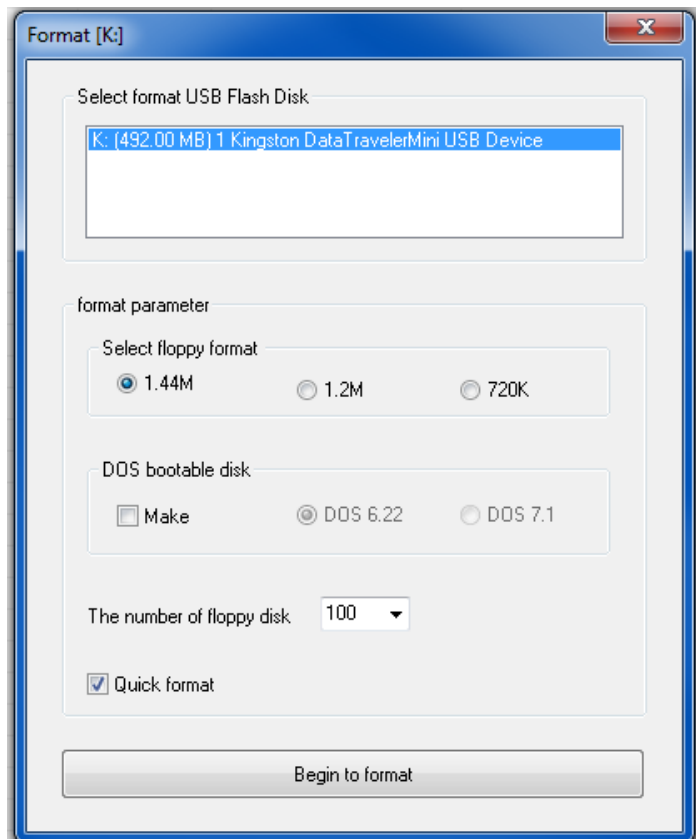 Format [K:]
Select format USB Flash Disk
K: (492.00 MB) 1 Kingston DataTravelerMini USB Device
format parameter
Select floppy format
1.44M 1.2M 720K
DOS bootable disk
Make DOS 6.22 DOS 7.1
The number of floppy disk 100
Quick format
Begin to format